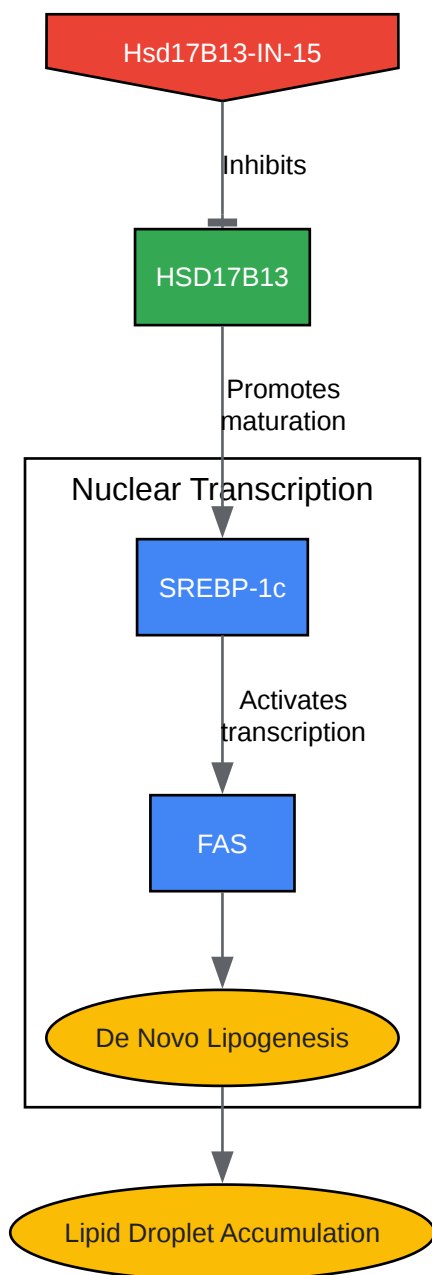 Hsd17B13-IN-15
Inhibits
HSD17B13
Promotes
maturation
Nuclear Transcription
SREBP-1c
Activates
transcription
FAS
De Novo Lipogenesis
Lipid Droplet Accumulation